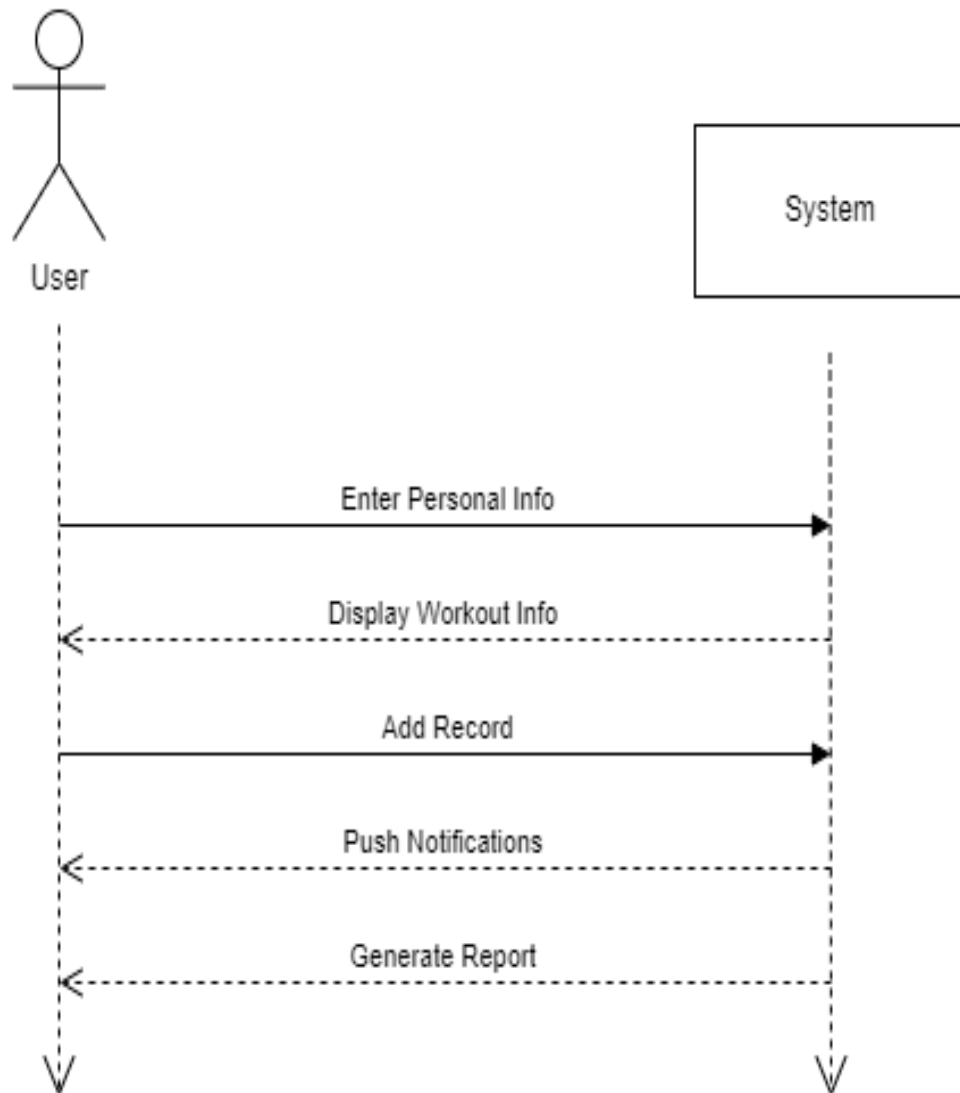 System
User
Enter Personal Info
Display Workout Info
Add Record
Push Notifications
Generate Report